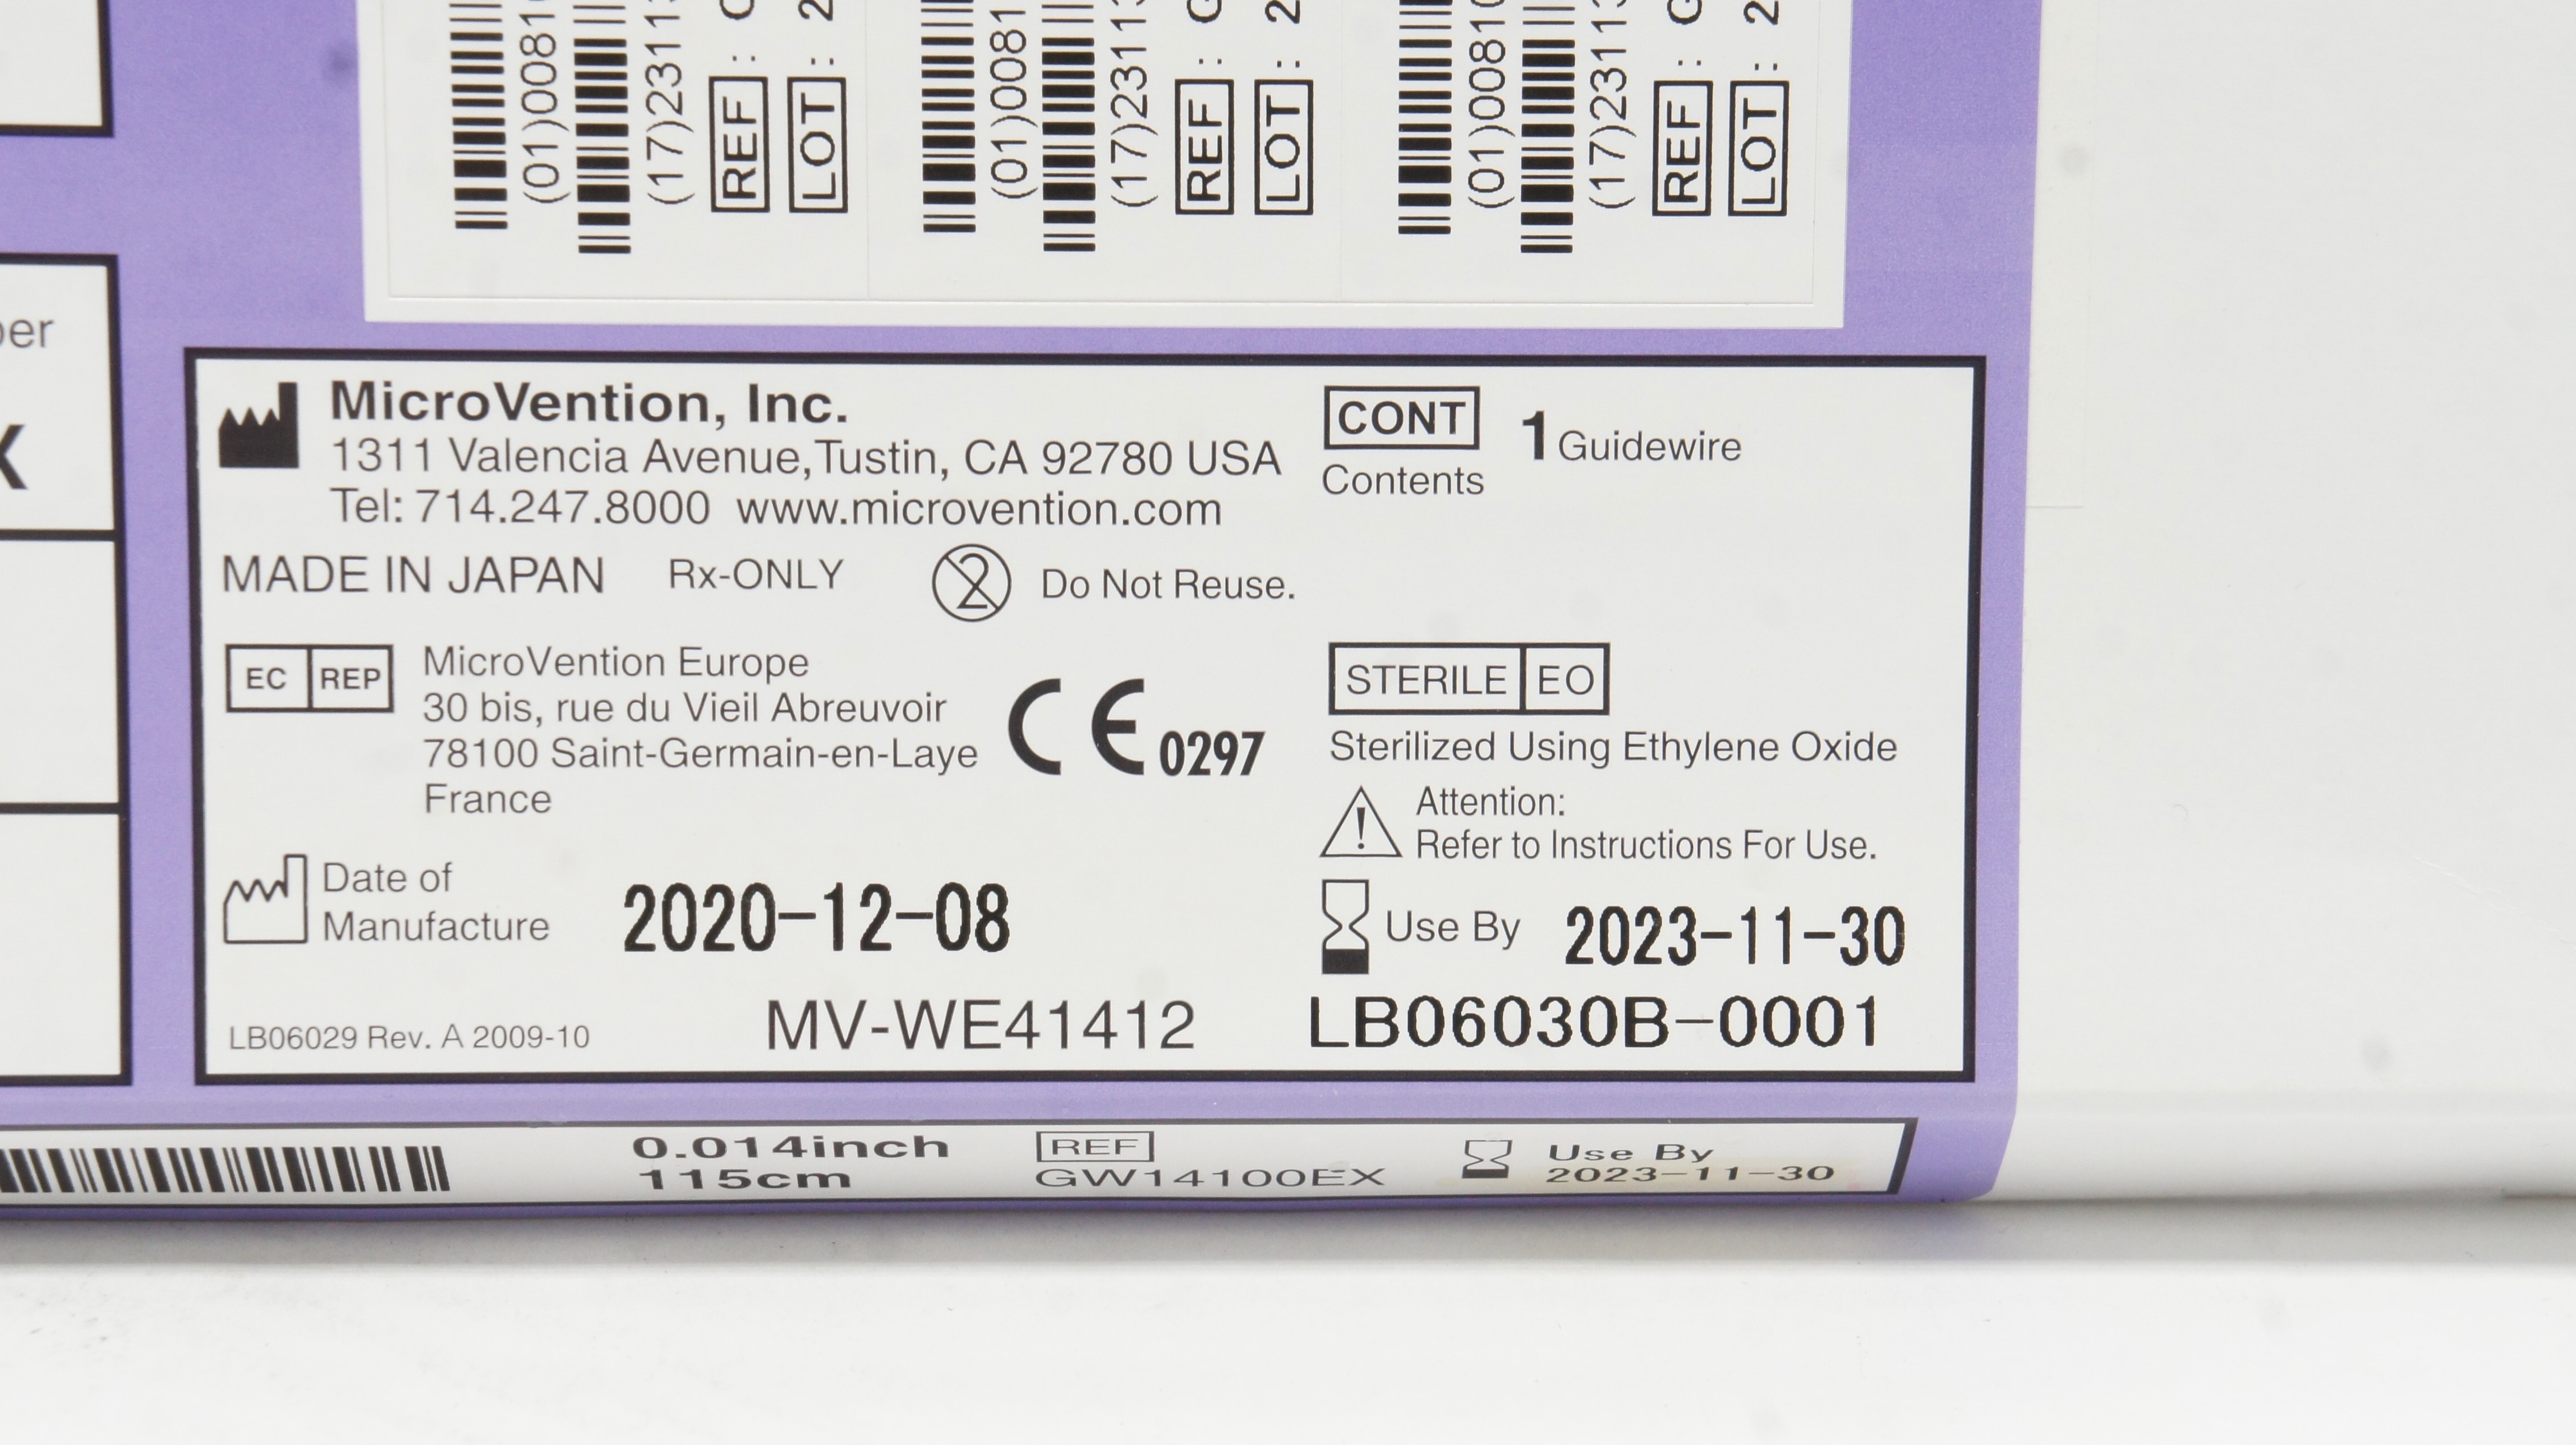 (01)0081
(17)2311
REF :
LOT : 2
(01)0081
(17)2311
REF : G
LOT : 2
(01)00810
(17)2311
REF : G
LOT : 2
MicroVention, Inc.
1311 Valencia Avenue, Tustin, CA 92780 USA
Tel: 714.247.8000 www.microvention.com
CONT
Contents
1 Guidewire
MADE IN JAPAN Rx-ONLY 2 Do Not Reuse.
EC REP
MicroVention Europe
30 bis, rue du Vieil Abreuvoir
78100 Saint-Germain-en-Laye
France
CE 0297
STERILE EO
Sterilized Using Ethylene Oxide
Attention:
Refer to Instructions For Use.
Date of
Manufacture
2020-12-08
Use By 2023-11-30
LB06029 Rev. A 2009-10
MV-WE41412
LB06030B-0001
0.014inch
115cm
REF
GW14100EX
Use By
2023-11-30